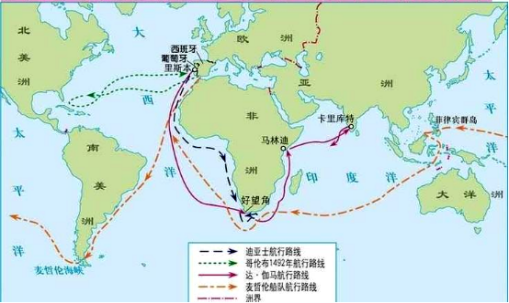 北美洲
大西洋
西班牙
葡萄牙
里斯本
欧洲
亚洲
非洲
马林迪
卡里库特
菲律宾群岛
太平洋
太平洋
南美洲
印度洋
大洋洲
好望角
麦哲伦海峡
迪亚士航行路线
哥伦布1492年航行路线
达·伽马航行路线
麦哲伦船队航行路线
洲界